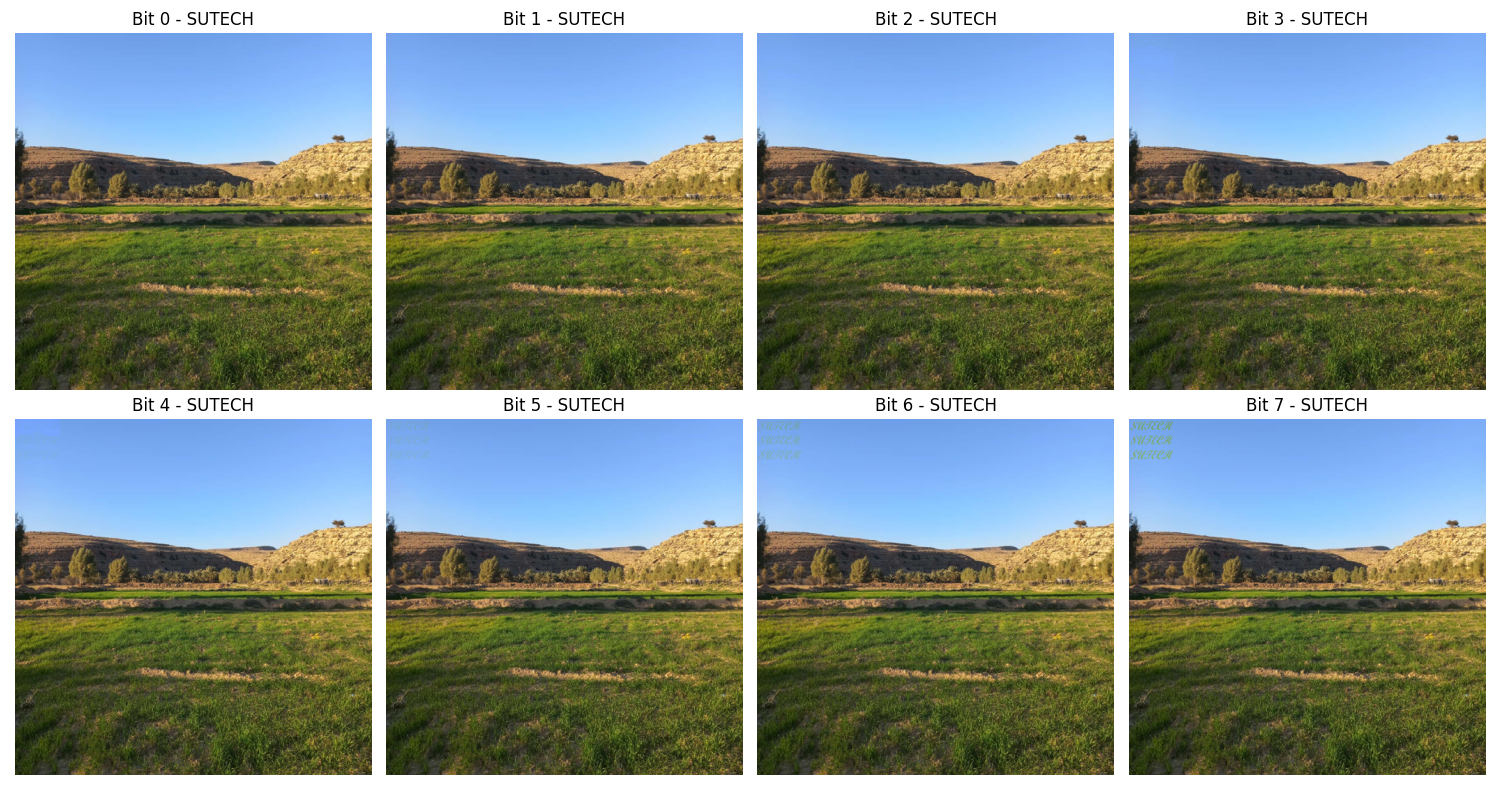 Bit 0 - SUTECH
Bit 1 - SUTECH
Bit 2 - SUTECH
Bit 3 - SUTECH
Bit 4 - SUTECH
Bit 5 - SUTECH
Bit 6 - SUTECH
Bit 7 - SUTECH